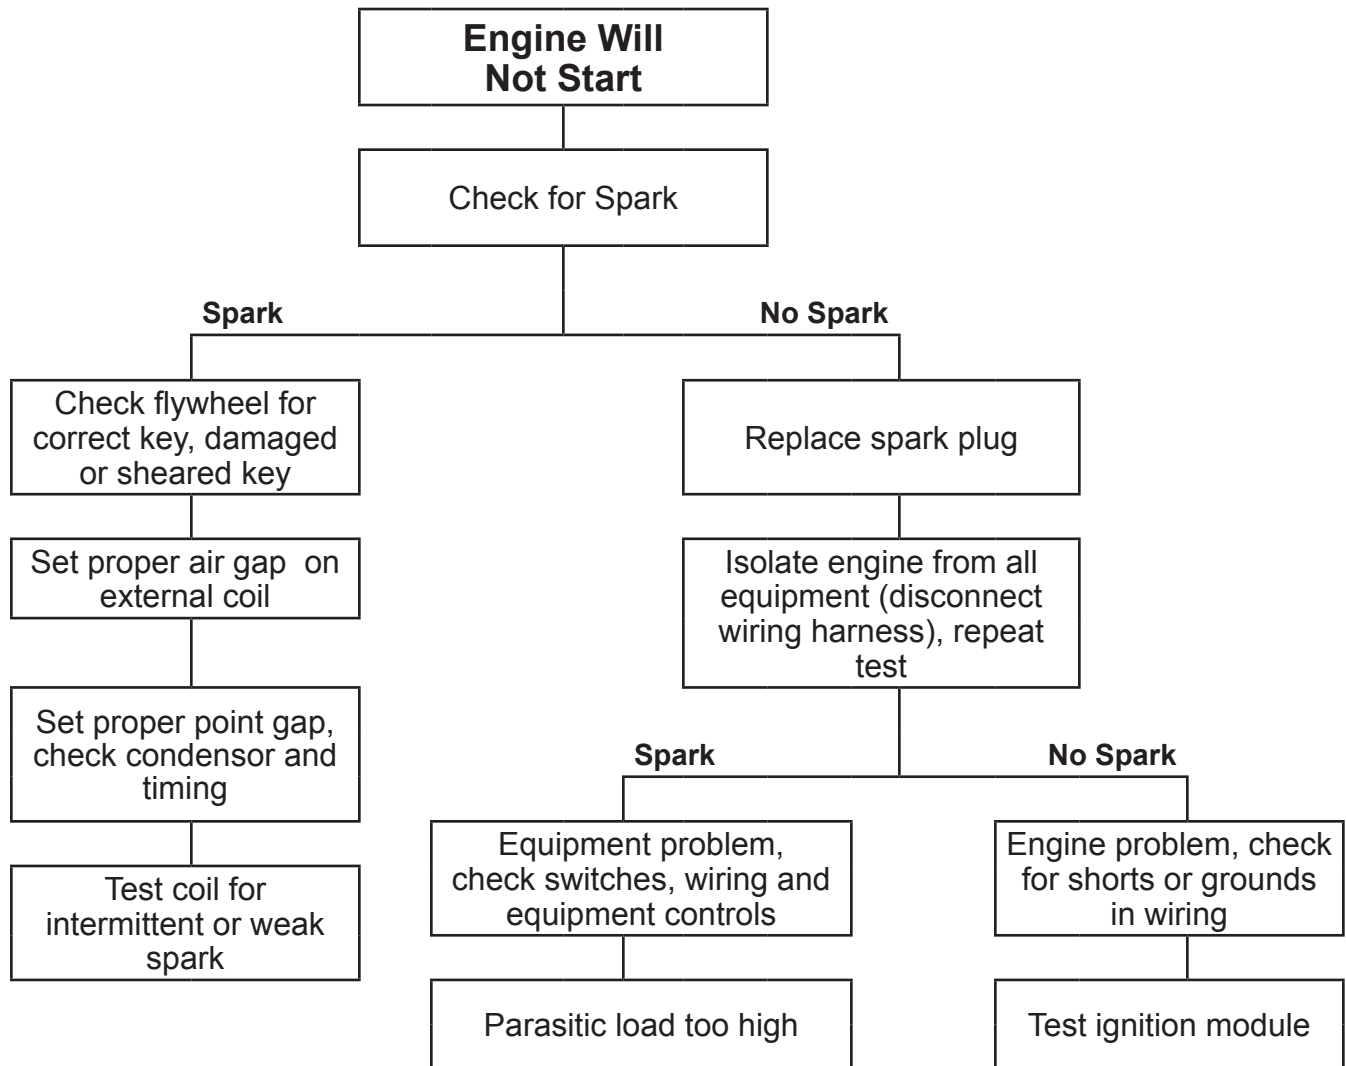 Engine Will
Not Start
Check for Spark
Spark
No Spark
Check flywheel for
correct key, damaged
or sheared key
Replace spark plug
Set proper air gap  on
external coil
Isolate engine from all
equipment (disconnect
wiring harness), repeat
test
Set proper point gap,
check condensor and
timing
Spark
No Spark
Test coil for
intermittent or weak
spark
Equipment problem,
check switches, wiring and
equipment controls
Engine problem, check
for shorts or grounds
in wiring
Parasitic load too high
Test ignition module